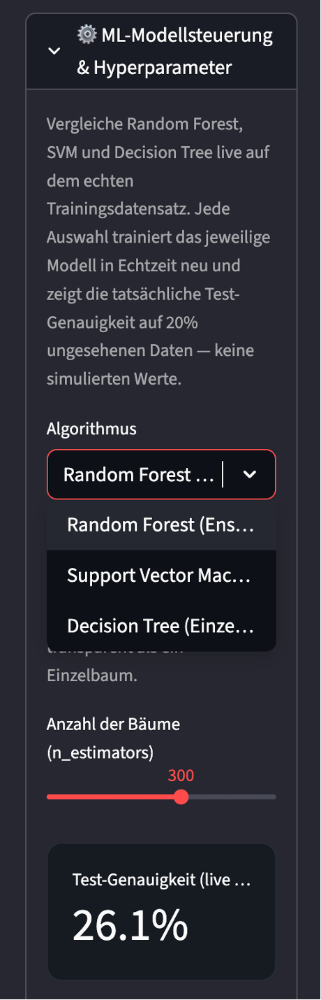 ⚙️ ML-Modellsteuerung
& Hyperparameter
Vergleiche Random Forest,
SVM und Decision Tree live auf
dem echten
Trainingsdatensatz. Jede
Auswahl trainiert das jeweilige
Modell in Echtzeit neu und
zeigt die tatsächliche Test-
Genauigkeit auf 20%
ungesehenen Daten — keine
simulierten Werte.
Algorithmus
Random Forest ...
Random Forest (Ens...
Support Vector Mac...
Decision Tree (Einze...
transparent als ein
Einzelbaum.
Anzahl der Bäume
(n_estimators)
300
Test-Genauigkeit (live ...
26.1%